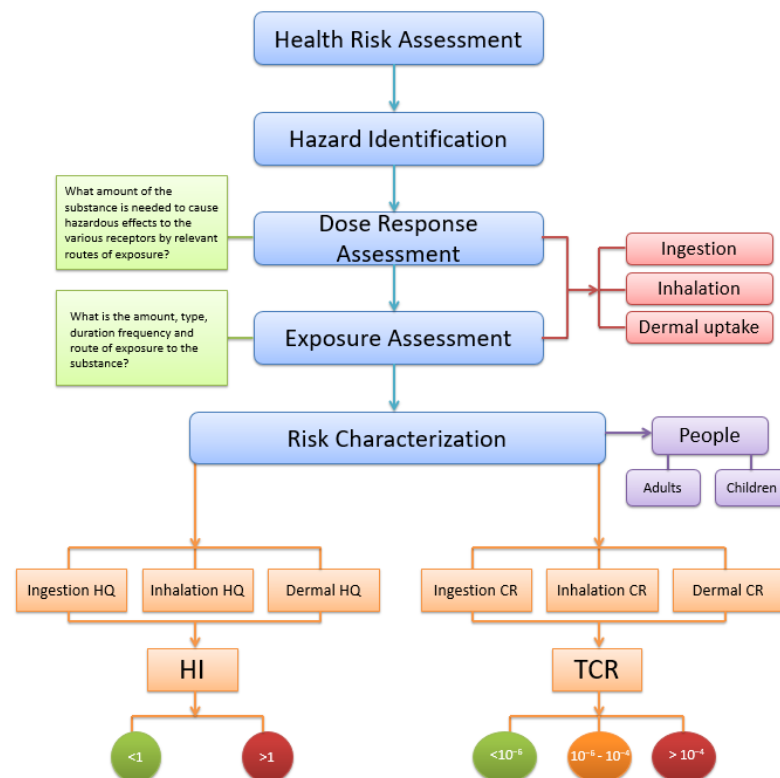 Health Risk Assessment
Hazard Identification
What amount of the
substance is needed to cause
hazardous effects to the
various receptors by relevant
routes of exposure?
Dose Response
Assessment
Ingestion
Inhalation
Dermal uptake
What is the amount, type,
duration frequency and
route of exposure to the
substance?
Exposure Assessment
Risk Characterization
People
Adults
Children
Ingestion HQ
Inhalation HQ
Dermal HQ
Ingestion CR
Inhalation CR
Dermal CR
HI
TCR
<1
>1
<10⁻⁶
10⁻⁶ - 10⁻⁴
> 10⁻⁴